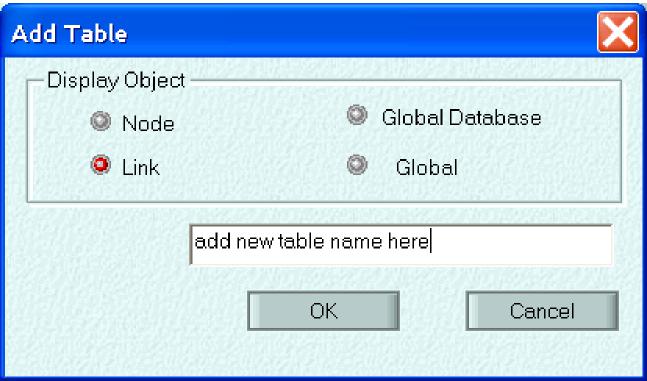 Add Table
Display Object
Node
Global Database
Link
Global
add new table name here
OK
Cancel